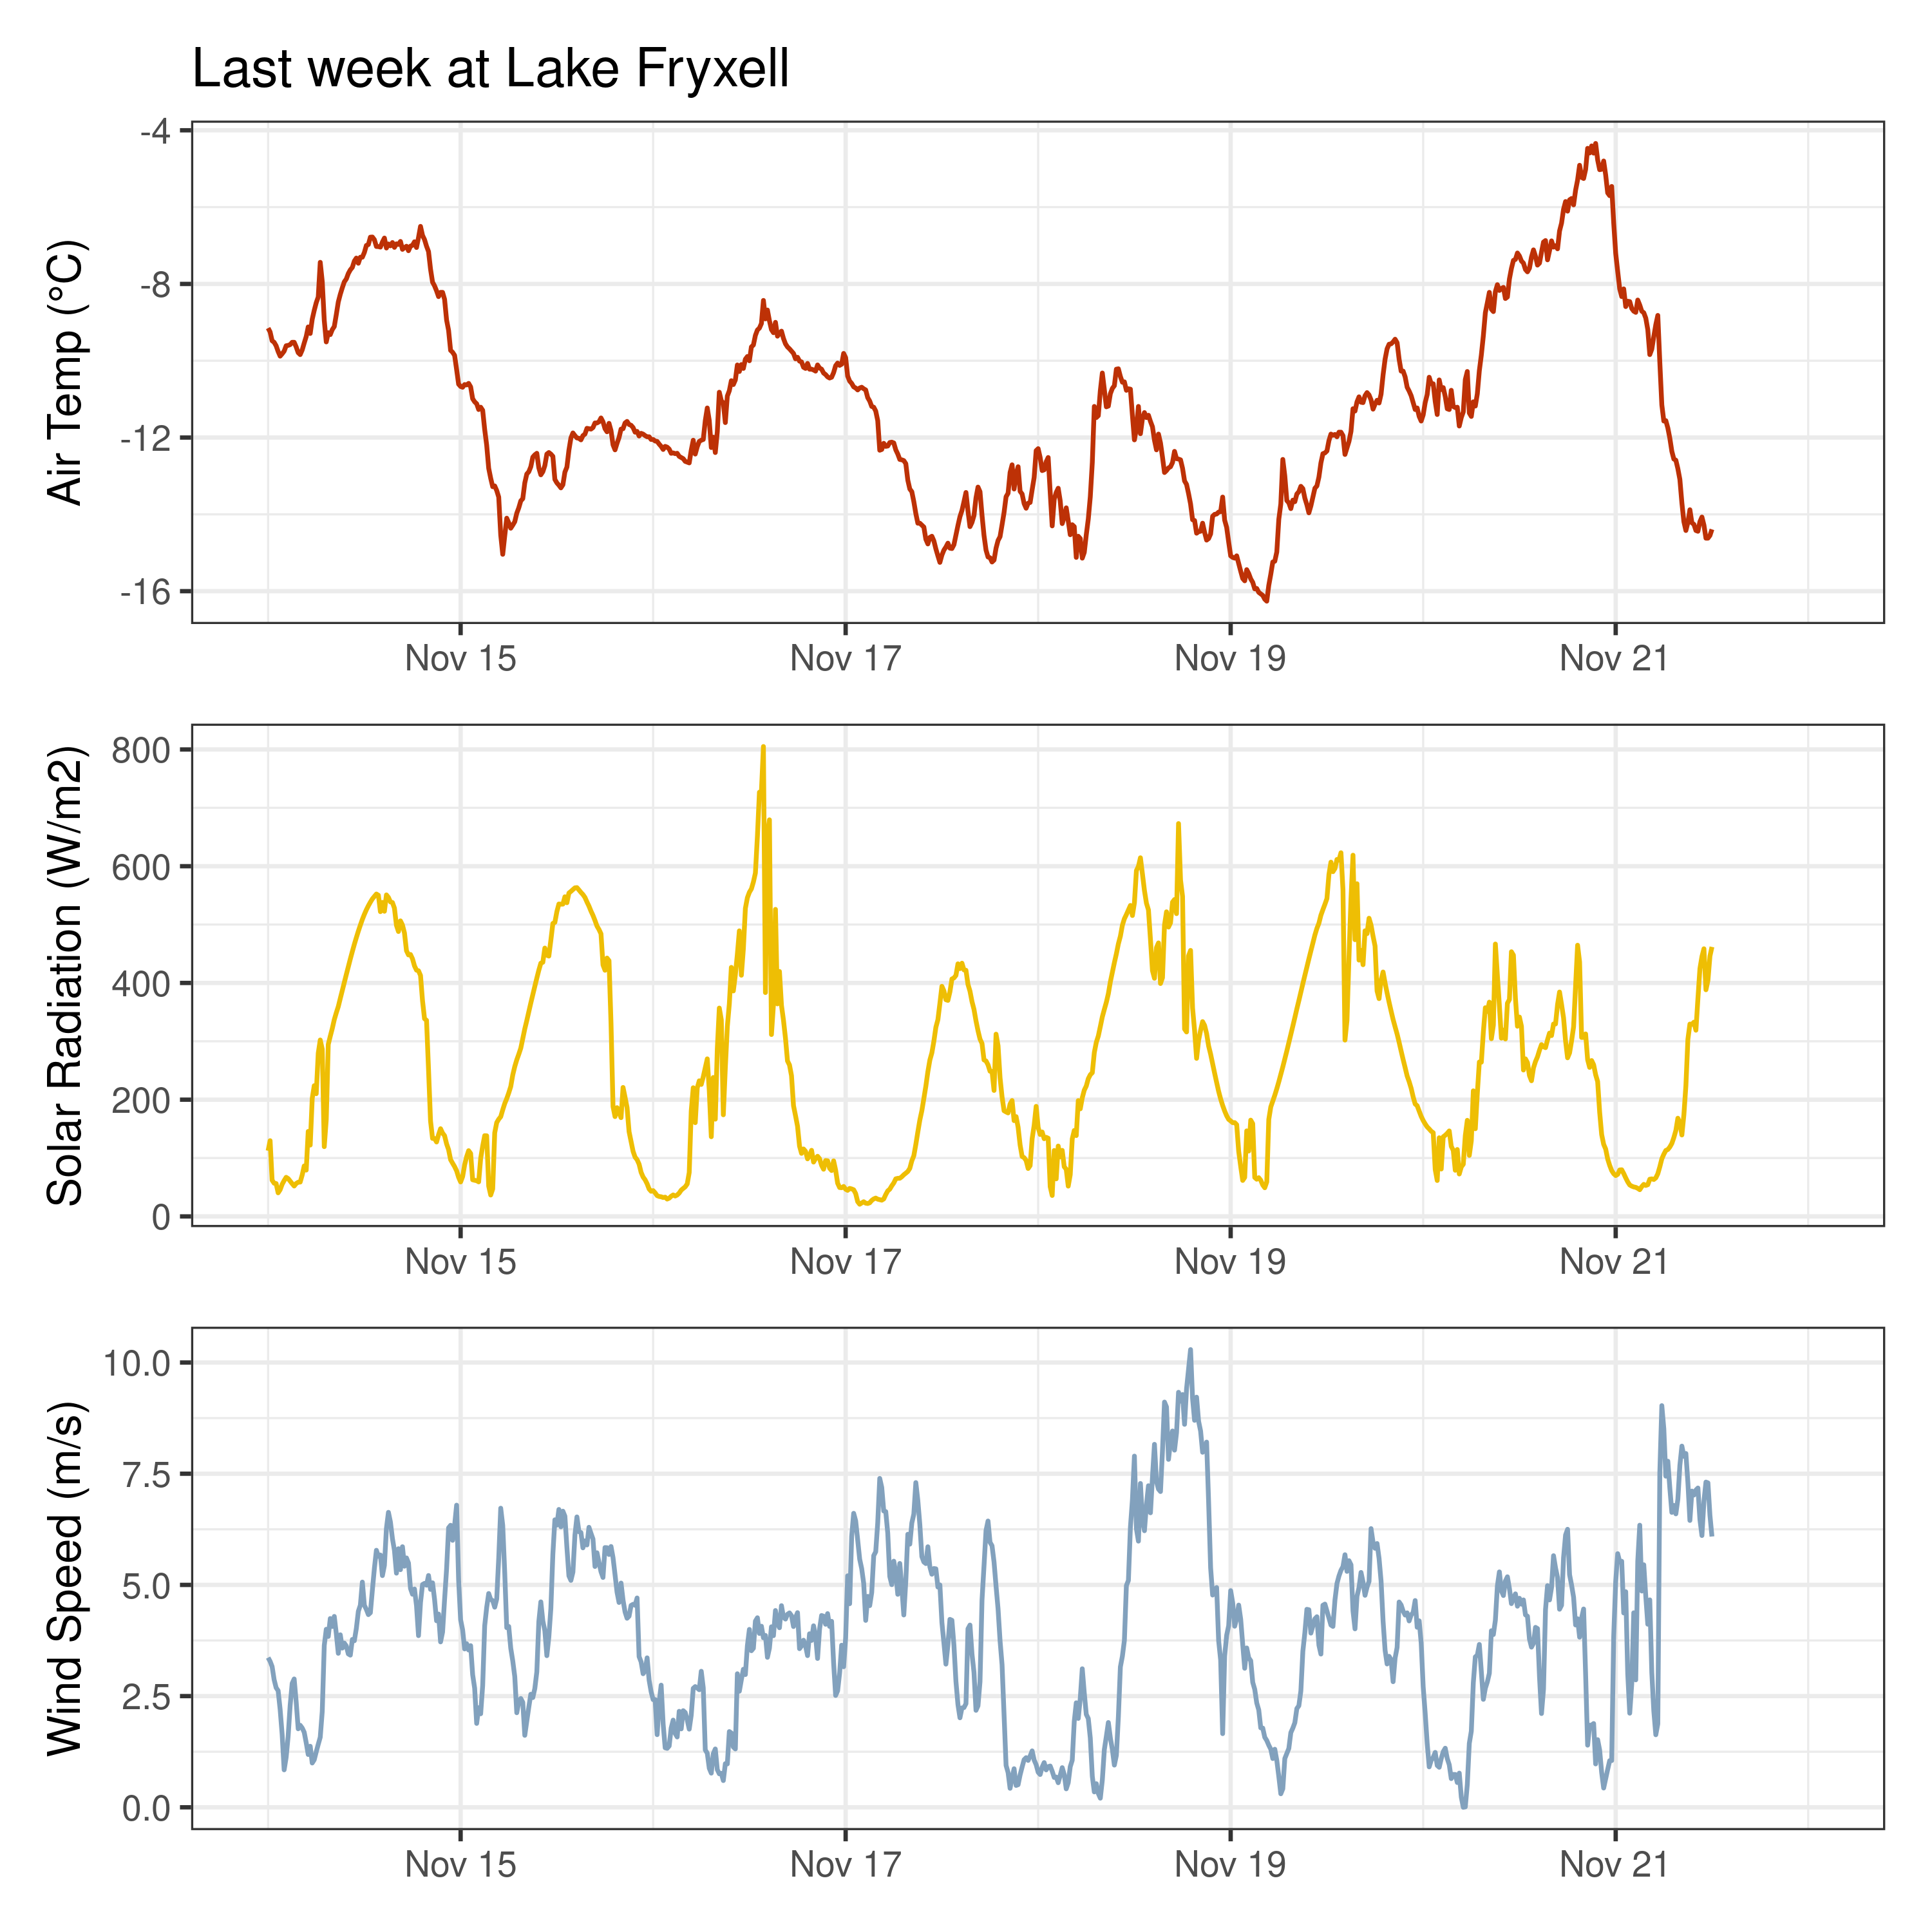 Last week at Lake Fryxell
Air Temp (°C)
-4
-8
-12
-16
Nov 15 Nov 17 Nov 19 Nov 21
Solar Radiation (W/m2)
800
600
400
200
0
Nov 15 Nov 17 Nov 19 Nov 21
Wind Speed (m/s)
10.0
7.5
5.0
2.5
0.0
Nov 15 Nov 17 Nov 19 Nov 21